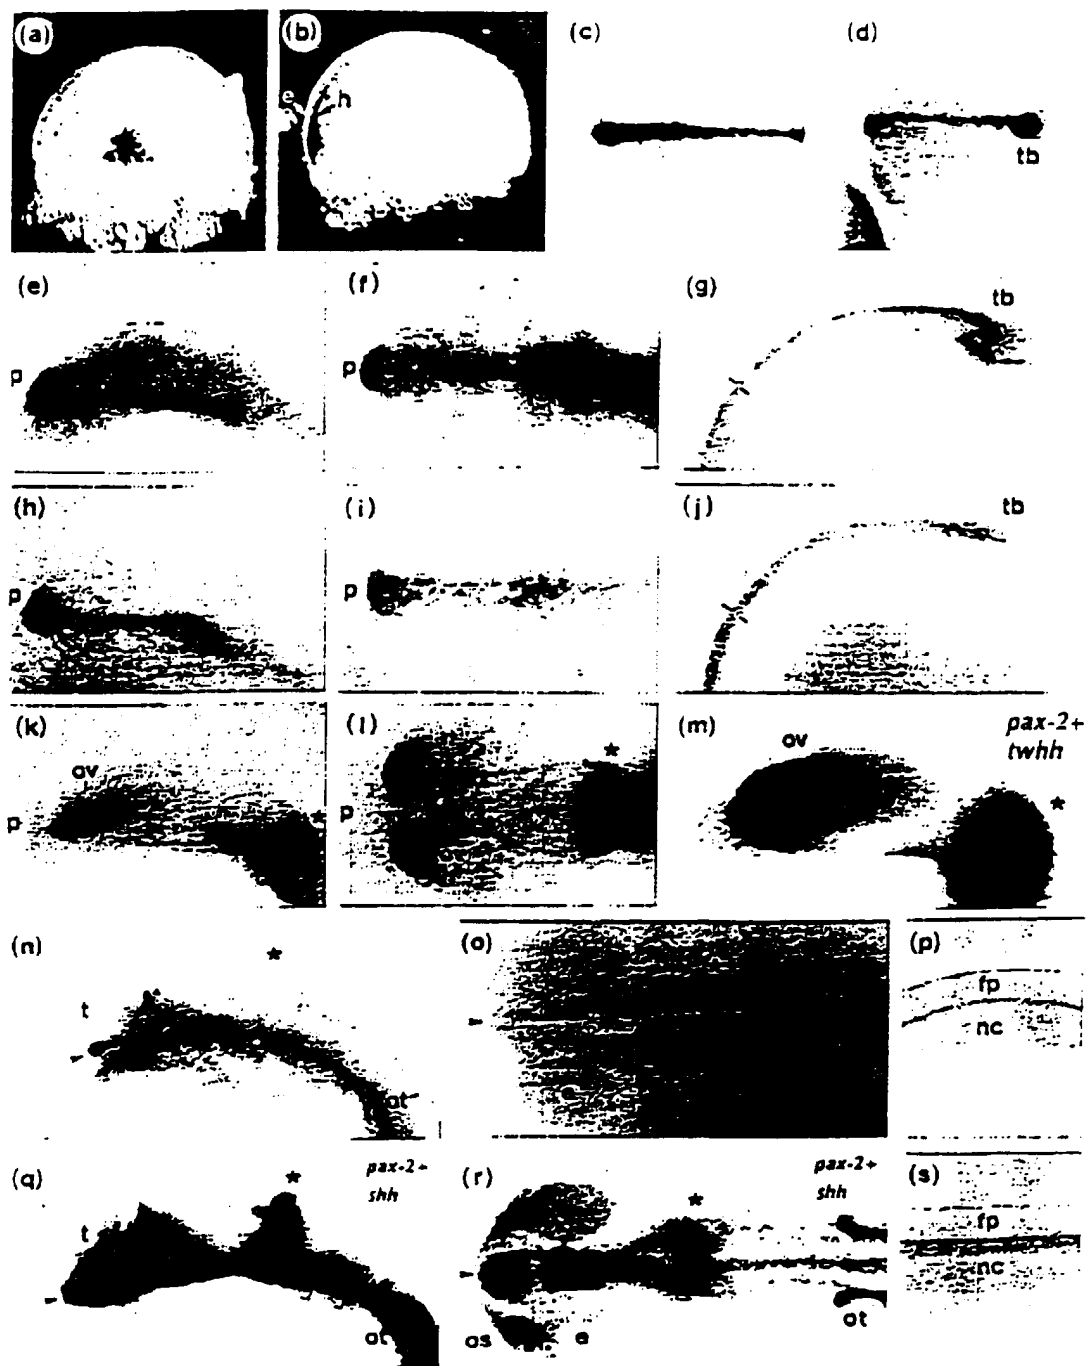 (a)
(b)
(c)
(d)
e
h
tb
(e)
(f)
(g)
p
p
tb
(h)
(i)
(j)
p
p
tb
(k)
(l)
(m)
ov
p
p
*
*
ov
pax-2+
twhh
*
(n)
(o)
(p)
t
*
ot
e
fp
nc
(q)
(r)
(s)
pax-2+
shh
*
t
ot
pax-2+
shh
*
os
e
ot
fp
nc